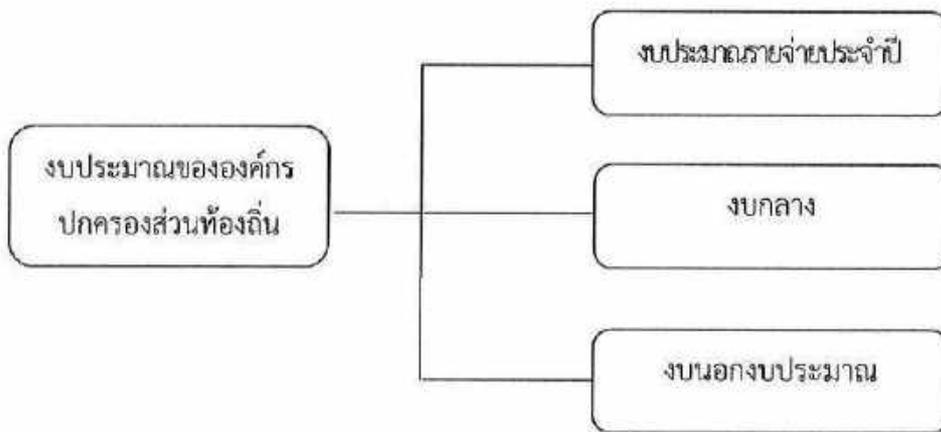 งบประมาณขององค์กร
ปกครองส่วนท้องถิ่น
งบประมาณรายจ่ายประจำปี
งบกลาง
งบนอกงบประมาณ